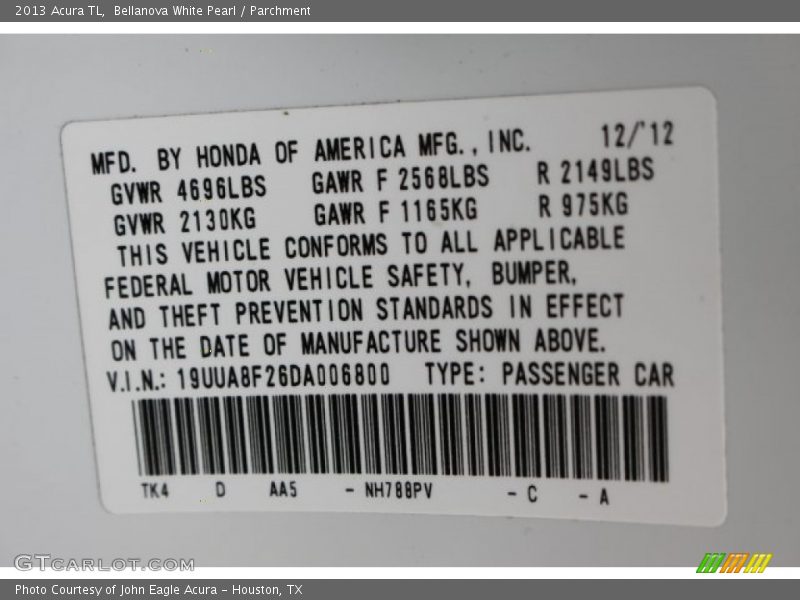 2013 Acura TL, Bellanova White Pearl / Parchment
MFD. BY HONDA OF AMERICA MFG., INC. 12/'12
GVWR 4696LBS GAWR F 2568LBS R 2149LBS
GVWR 2130KG GAWR F 1165KG R 975KG
THIS VEHICLE CONFORMS TO ALL APPLICABLE
FEDERAL MOTOR VEHICLE SAFETY, BUMPER,
AND THEFT PREVENTION STANDARDS IN EFFECT
ON THE DATE OF MANUFACTURE SHOWN ABOVE.
V.I.N.: 19UUA8F26DA006800 TYPE: PASSENGER CAR
TK4 D AA5 - NH788PV - C - A
GTCARLOT.com
Photo Courtesy of John Eagle Acura - Houston, TX